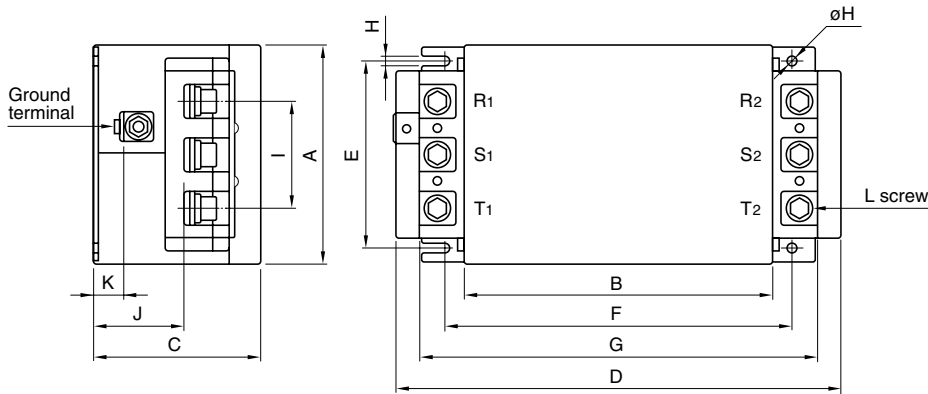 H
øH
Ground
terminal
R1
R2
I
A
E
S1
S2
T1
T2
L screw
K
B
J
F
C
G
D